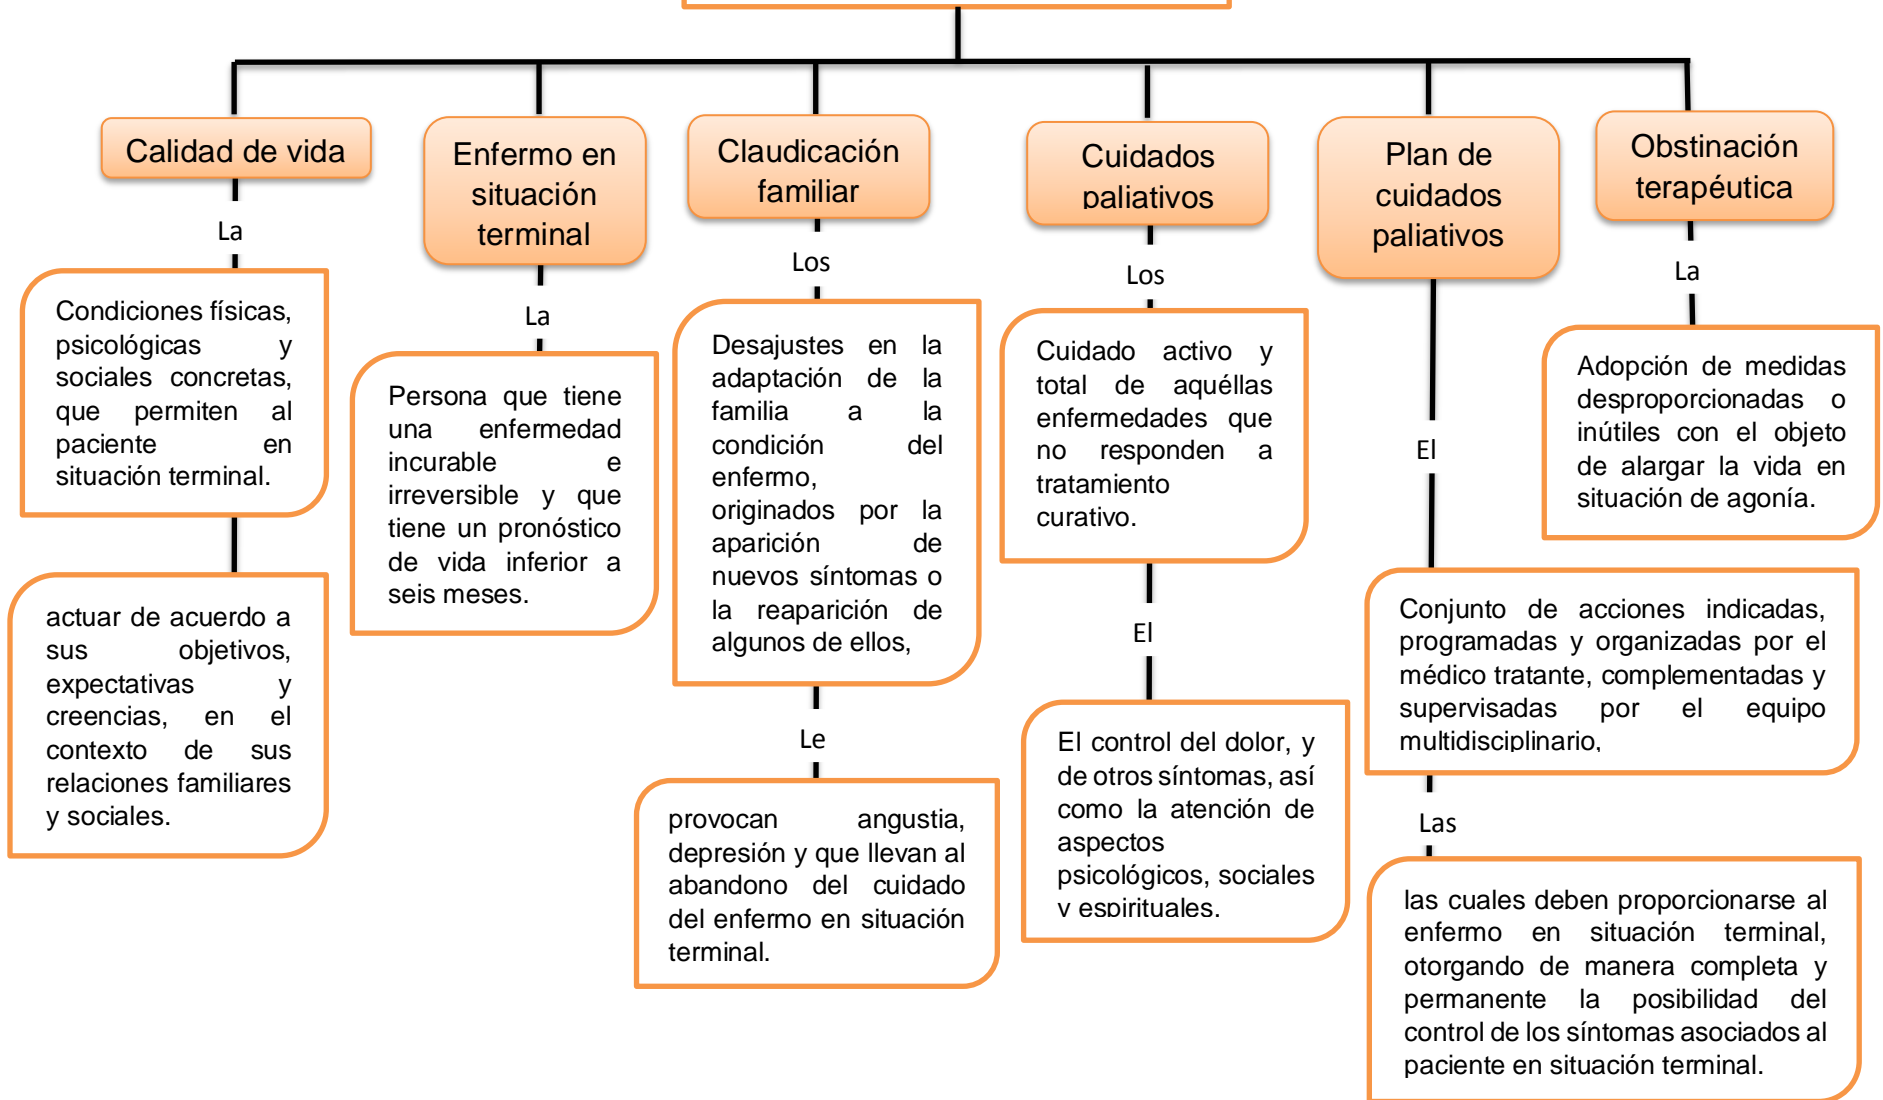 Calidad de vida
La
Condiciones físicas,
psicológicas y
sociales concretas,
que permiten al
paciente en
situación terminal.
actuar de acuerdo a
sus objetivos,
expectativas y
creencias, en el
contexto de sus
relaciones familiares
y sociales.
Enfermo en
situación
terminal
La
Persona que tiene
una enfermedad
incurable e
irreversible y que
tiene un pronóstico
de vida inferior a
seis meses.
Claudicación
familiar
Los
Desajustes en la
adaptación de la
familia a la
condición del
enfermo,
originados por la
aparición de
nuevos síntomas o
la reaparición de
algunos de ellos,
Le
provocan angustia,
depresión y que llevan al
abandono del cuidado
del enfermo en situación
terminal.
Cuidados
paliativos
Los
Cuidado activo y
total de aquéllas
enfermedades que
no responden a
tratamiento
curativo.
El
El control del dolor, y
de otros síntomas, así
como la atención de
aspectos
psicológicos, sociales
y espirituales.
Plan de
cuidados
paliativos
El
Conjunto de acciones indicadas,
programadas y organizadas por el
médico tratante, complementadas y
supervisadas por el equipo
multidisciplinario,
Las
las cuales deben proporcionarse al
enfermo en situación terminal,
otorgando de manera completa y
permanente la posibilidad del
control de los síntomas asociados al
paciente en situación terminal.
Obstinación
terapéutica
La
Adopción de medidas
desproporcionadas o
inútiles con el objeto
de alargar la vida en
situación de agonía.